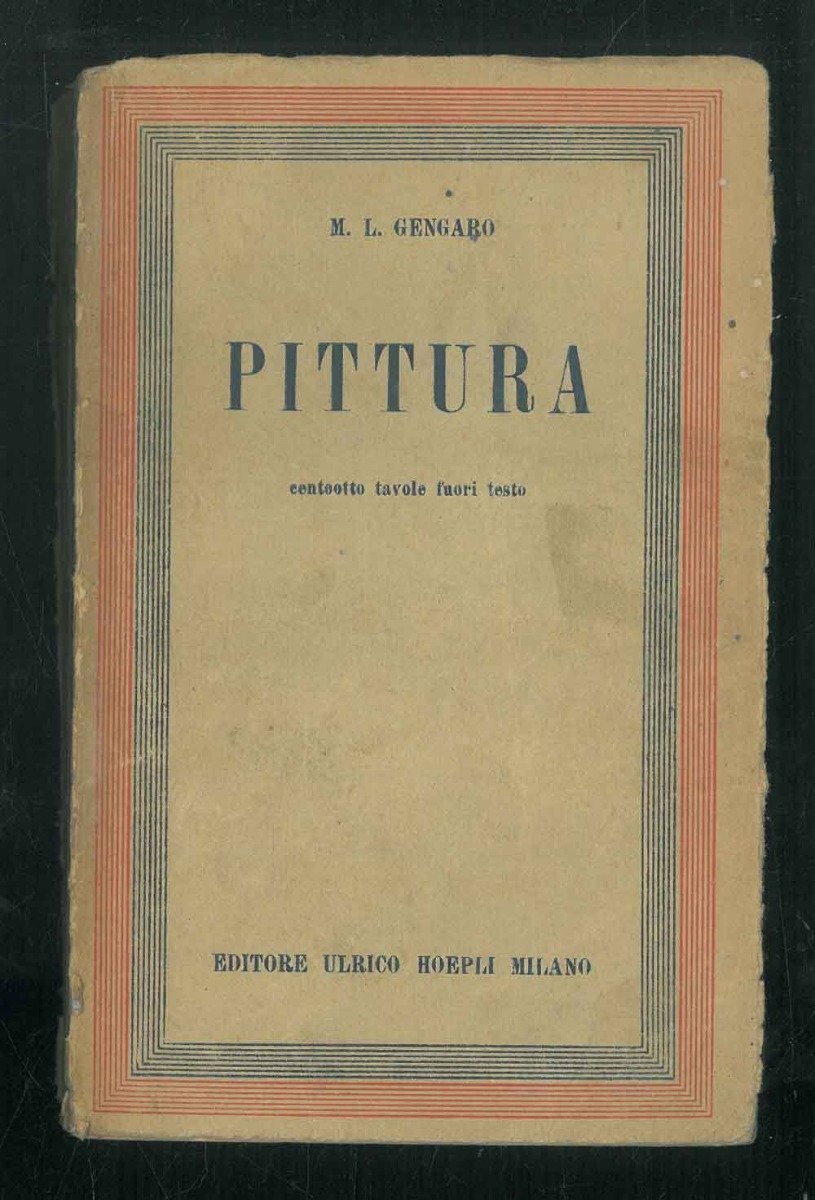 M. L. GENGARO
PITTURA
centootto tavole fuori testo
EDITORE ULRICO HOEPLI MILANO